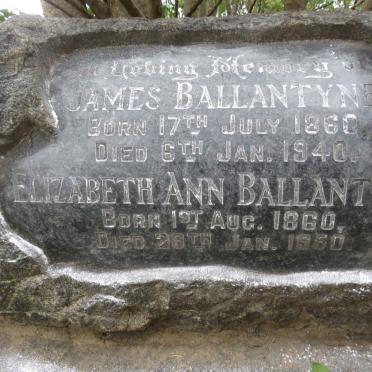 In Loving Memory
JAMES BALLANTYNE
BORN 17TH JULY 1860.
DIED 6TH JAN. 1940.
ELIZABETH ANN BALLANT
BORN 1ST AUG. 1860,
DIED 28TH JAN. 1950.